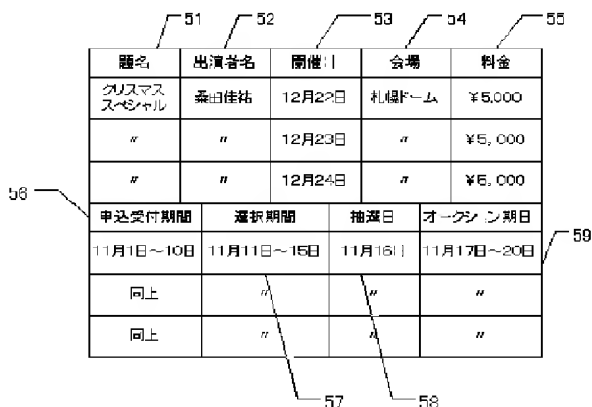 51 52 53 54 55
題名 出演者名 開催日 会場 料金
クリスマス
スペシャル 桑田佳祐 12月22日 札幌ドーム ¥5,000
〃 〃 12月23日 〃 ¥5,000
〃 〃 12月24日 〃 ¥6,000
56
申込受付期間 選択期間 抽選日 オークション期日
59
11月1日～10日 11月11日～15日 11月16日 11月17日～20日
同上 〃 〃 〃
同上 〃 〃 〃
57 58